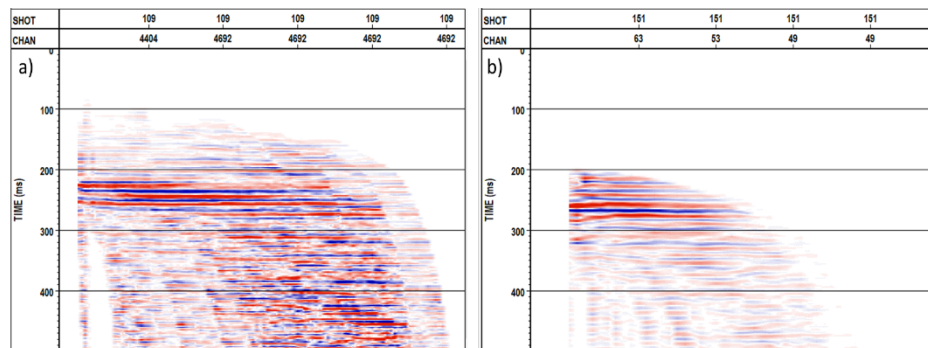 SHOT 109 109 109 109 109
CHAN 4404 4692 4692 4692 4692
0
a)
100
200
TIME (ms)
300
400
SHOT 151 151 151 151
CHAN 63 53 49 49
0
b)
100
200
TIME (ms)
300
400